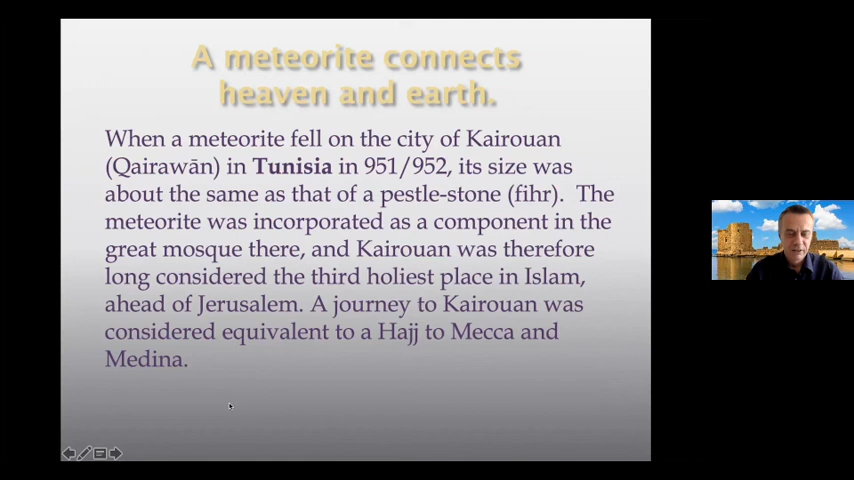 A meteorite connects
heaven and earth.
When a meteorite fell on the city of Kairouan
(Qairawān) in Tunisia in 951/952, its size was
about the same as that of a pestle-stone (fihr).  The
meteorite was incorporated as a component in the
great mosque there, and Kairouan was therefore
long considered the third holiest place in Islam,
ahead of Jerusalem. A journey to Kairouan was
considered equivalent to a Hajj to Mecca and
Medina.